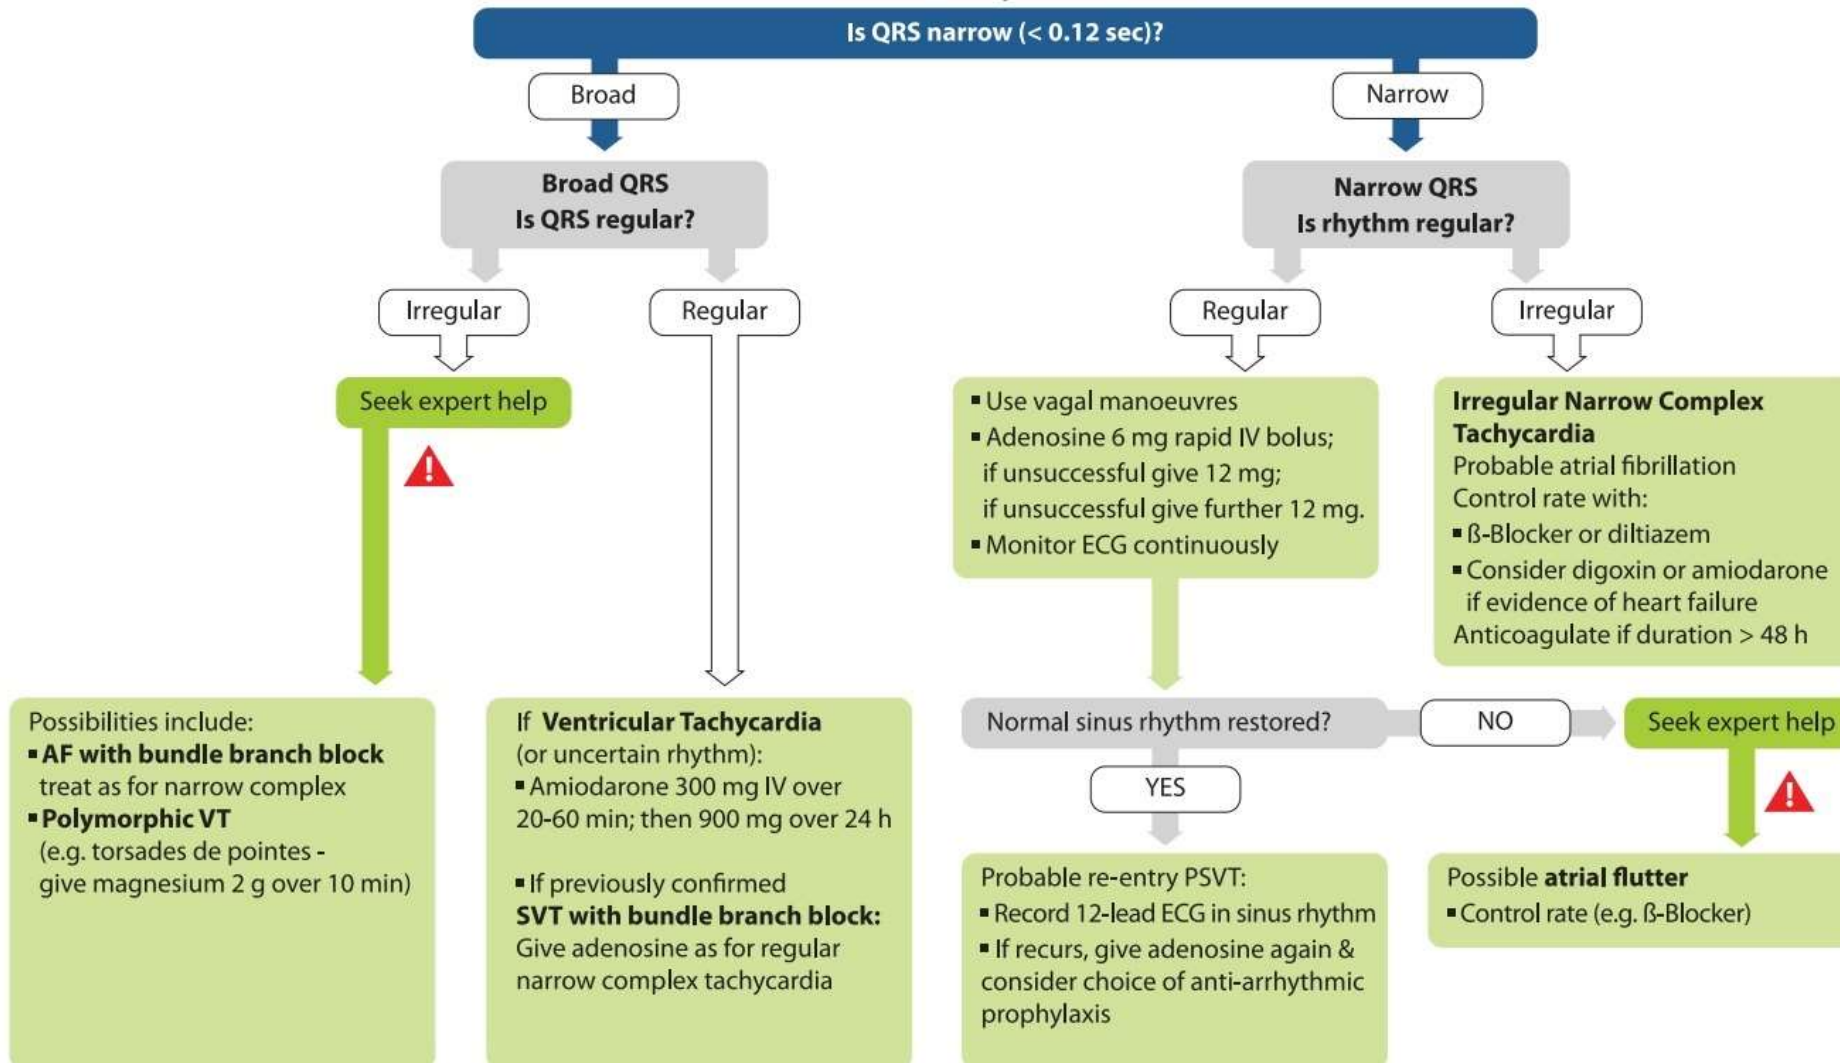 Is QRS narrow (< 0.12 sec)?
Broad
Narrow
Broad QRS
Is QRS regular?
Narrow QRS
Is rhythm regular?
Irregular
Regular
Regular
Irregular
Seek expert help
▪ Use vagal manoeuvres
▪ Adenosine 6 mg rapid IV bolus;
if unsuccessful give 12 mg;
if unsuccessful give further 12 mg.
▪ Monitor ECG continuously
Irregular Narrow Complex
Tachycardia
Probable atrial fibrillation
Control rate with:
▪ ß-Blocker or diltiazem
▪ Consider digoxin or amiodarone
if evidence of heart failure
Anticoagulate if duration > 48 h
!
Possibilities include:
▪ AF with bundle branch block
treat as for narrow complex
▪ Polymorphic VT
(e.g. torsades de pointes -
give magnesium 2 g over 10 min)
If Ventricular Tachycardia
(or uncertain rhythm):
▪ Amiodarone 300 mg IV over
20-60 min; then 900 mg over 24 h
▪ If previously confirmed
SVT with bundle branch block:
Give adenosine as for regular
narrow complex tachycardia
Normal sinus rhythm restored?
NO
Seek expert help
YES
!
Probable re-entry PSVT:
▪ Record 12-lead ECG in sinus rhythm
▪ If recurs, give adenosine again &
consider choice of anti-arrhythmic
prophylaxis
Possible atrial flutter
▪ Control rate (e.g. ß-Blocker)